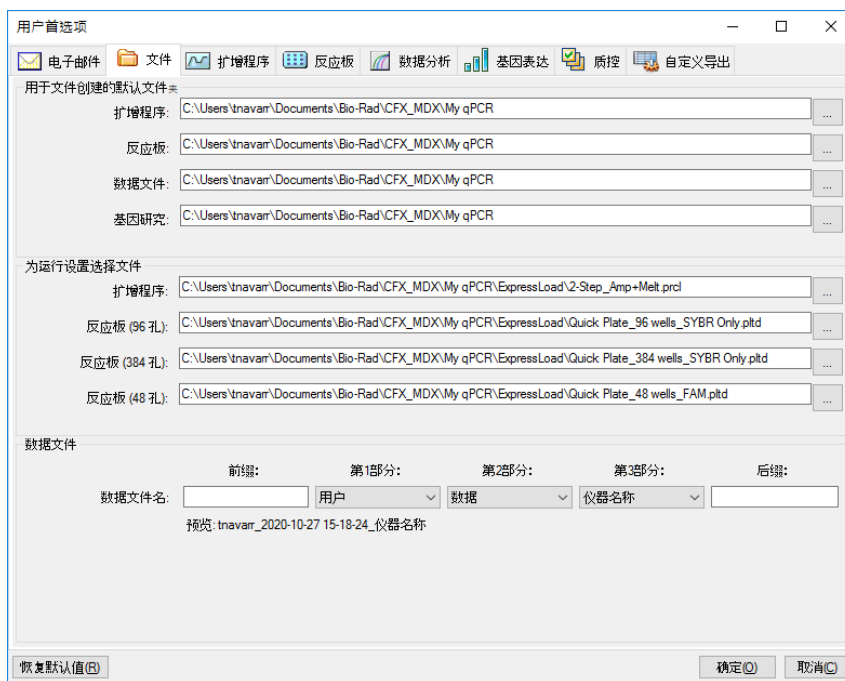 用户首选项
电子邮件 文件 扩增程序 反应板 数据分析 基因表达 质控 自定义导出
用于文件创建的默认文件夹
扩增程序: C:\Users\tnavarr\Documents\Bio-Rad\CFX_MDX\My qPCR ...
反应板: C:\Users\tnavarr\Documents\Bio-Rad\CFX_MDX\My qPCR ...
数据文件: C:\Users\tnavarr\Documents\Bio-Rad\CFX_MDX\My qPCR ...
基因研究: C:\Users\tnavarr\Documents\Bio-Rad\CFX_MDX\My qPCR ...
为运行设置选择文件
扩增程序: C:\Users\tnavarr\Documents\Bio-Rad\CFX_MDX\My qPCR\ExpressLoad\2-Step_Amp+Melt.prcl ...
反应板 (96 孔): C:\Users\tnavarr\Documents\Bio-Rad\CFX_MDX\My qPCR\ExpressLoad\Quick Plate_96 wells_SYBR Only.pltd ...
反应板 (384 孔): C:\Users\tnavarr\Documents\Bio-Rad\CFX_MDX\My qPCR\ExpressLoad\Quick Plate_384 wells_SYBR Only.pltd ...
反应板 (48 孔): C:\Users\tnavarr\Documents\Bio-Rad\CFX_MDX\My qPCR\ExpressLoad\Quick Plate_48 wells_FAM.pltd ...
数据文件
前缀: 第1部分: 第2部分: 第3部分: 后缀:
数据文件名: 用户 数据 仪器名称
预览: tnavarr_2020-10-27 15-18-24_仪器名称
恢复默认值(R) 确定(O) 取消(C)